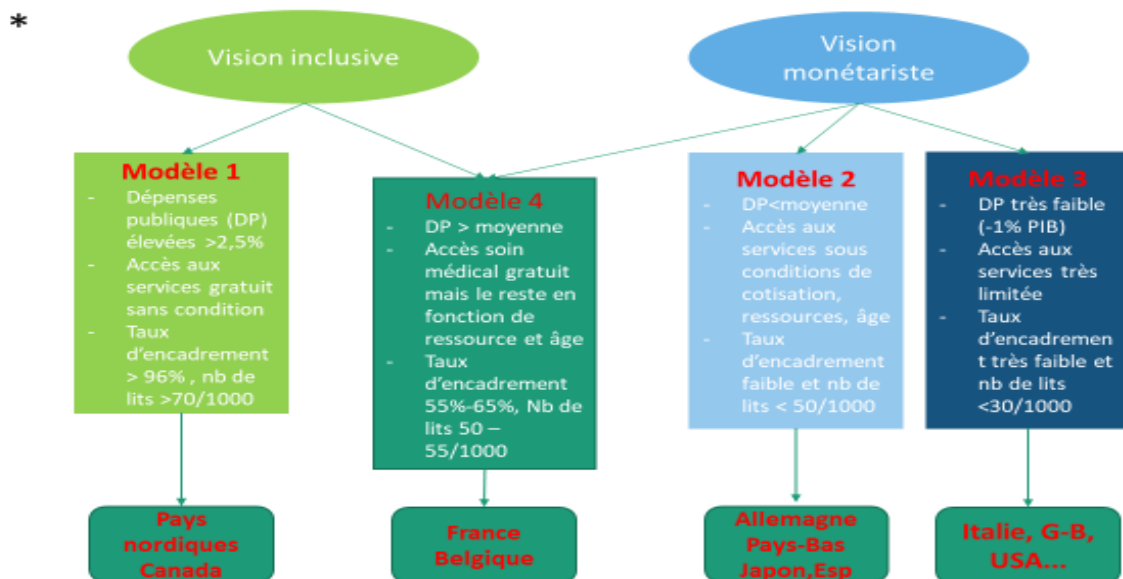 *
Vision inclusive
Vision
monétariste
Modèle 1
- Dépenses
publiques (DP)
élevées >2,5%
- Accès aux
services gratuit
sans condition
- Taux
d'encadrement
> 96% , nb de
lits >70/1000
Modèle 4
- DP > moyenne
- Accès soin
médical gratuit
mais le reste en
fonction de
ressource et âge
- Taux
d'encadrement
55%-65%, Nb de
lits 50 –
55/1000
Modèle 2
- DP<moyenne
- Accès aux
services sous
conditions de
cotisation,
ressources, âge
- Taux
d'encadrement
faible et nb de
lits < 50/1000
Modèle 3
- DP très faible
(-1% PIB)
- Accès aux
services très
limitée
- Taux
d'encadremen
t très faible et
nb de lits
<30/1000
Pays
nordiques
Canada
France
Belgique
Allemagne
Pays-Bas
Japon,Esp
Italie, G-B,
USA...